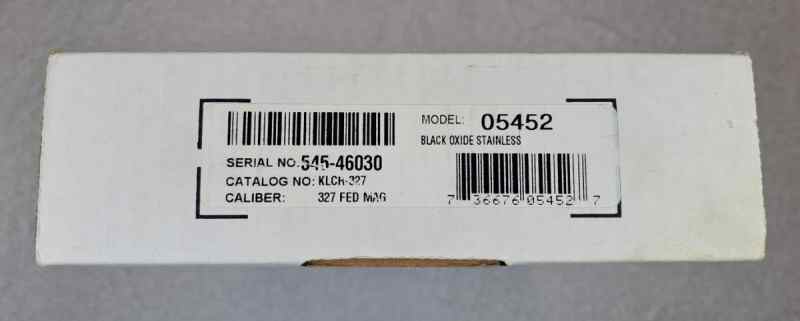 MODEL: 05452
BLACK OXIDE STAINLESS
SERIAL NO. 545-46030
CATALOG NO: KLCR-327
CALIBER: 327 FED MAG
7 36676 05452 7